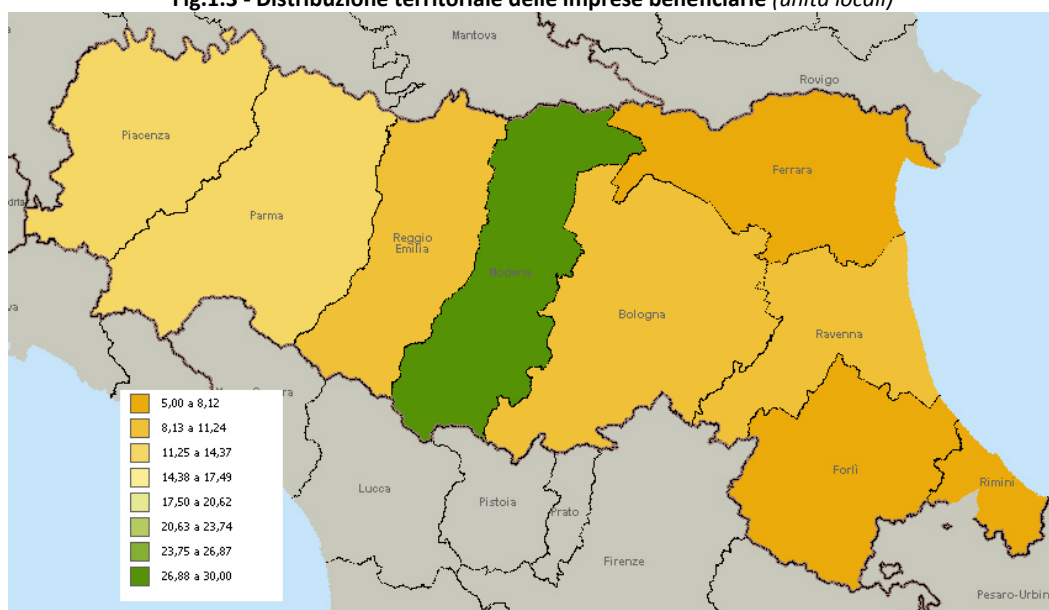 Fig.1.3 - Distribuzione territoriale delle imprese beneficiarie (unità locali)
Mantova
Rovigo
Piacenza
Ferrara
Parma
Reggio
Emilia
Modena
Bologna
Ravenna
5,00 a 8,12
8,13 a 11,24
11,25 a 14,37
14,38 a 17,49
17,50 a 20,62
20,63 a 23,74
23,75 a 26,87
26,88 a 30,00
Lucca
Pistoia
Prato
Firenze
Forlì
Rimini
Pesaro-Urbin